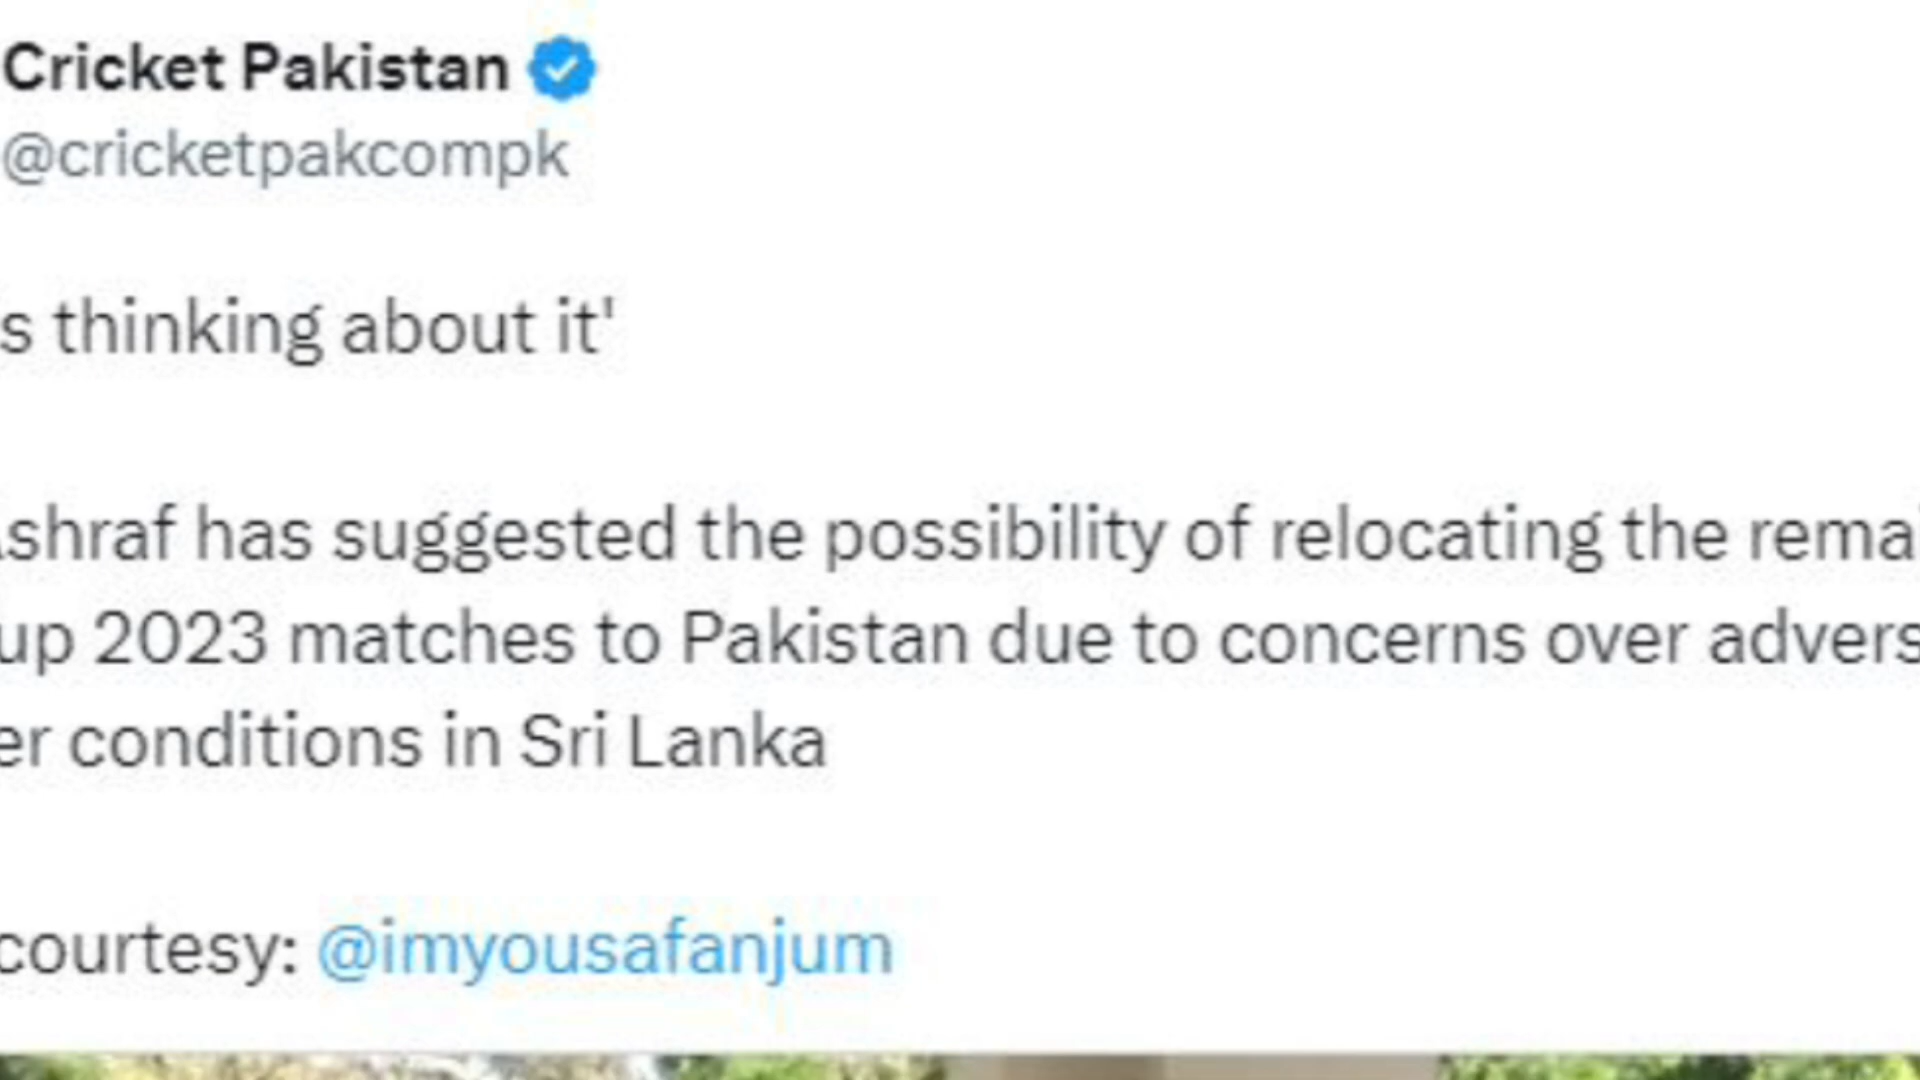 Cricket Pakistan
@cricketpakcompk
s thinking about it'
shraf has suggested the possibility of relocating the rema
up 2023 matches to Pakistan due to concerns over advers
er conditions in Sri Lanka
courtesy: @imyousafanjum